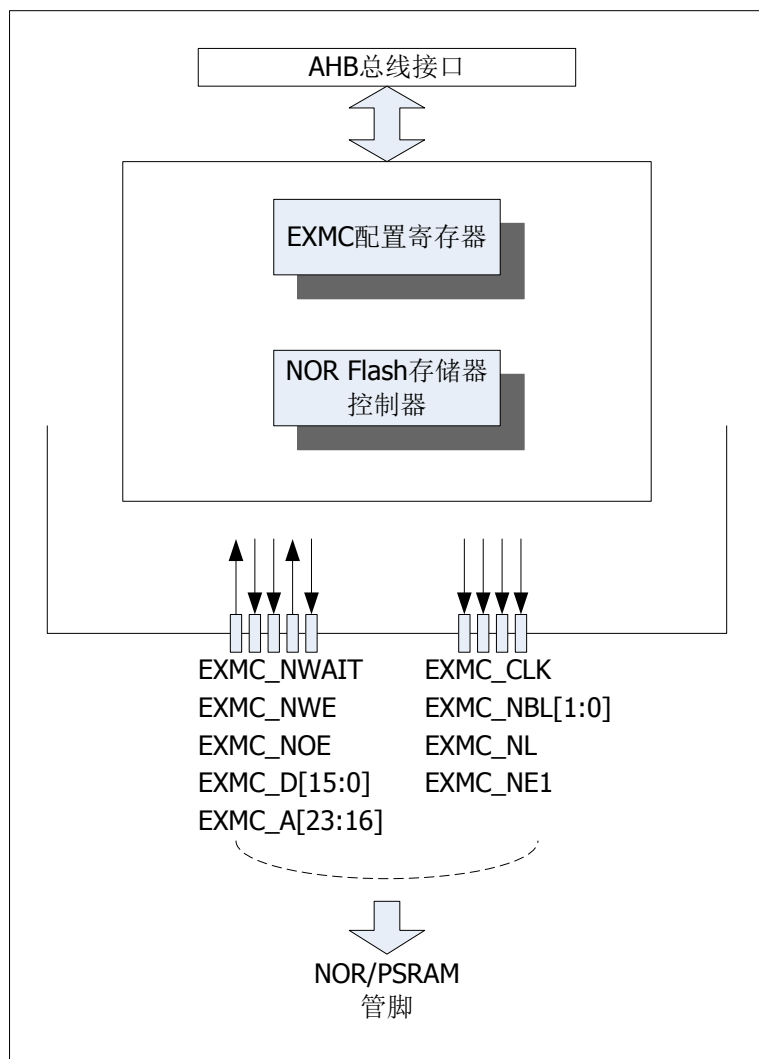 AHB总线接口
EXMC配置寄存器
NOR Flash存储器
控制器
EXMC_NWAIT
EXMC_NWE
EXMC_NOE
EXMC_D[15:0]
EXMC_A[23:16]
EXMC_CLK
EXMC_NBL[1:0]
EXMC_NL
EXMC_NE1
NOR/PSRAM
管脚